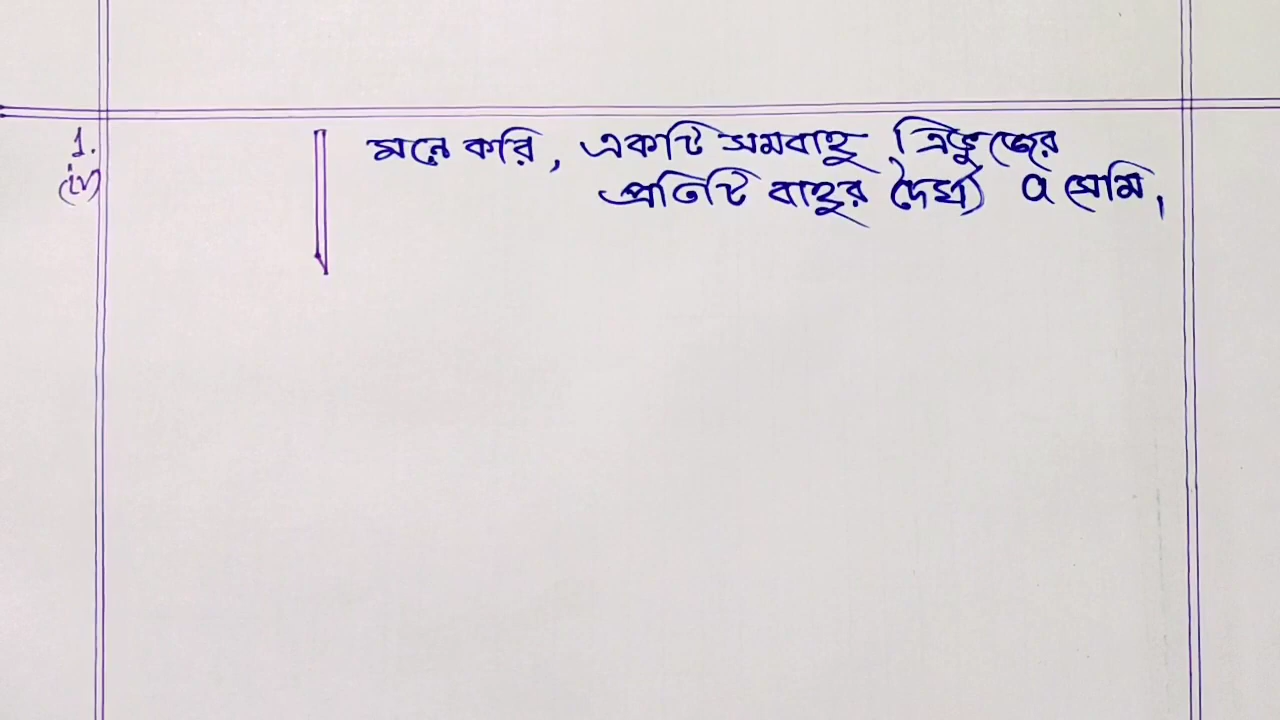 1.
(iv)
মনে করি, একটি সমবাহু ত্রিভুজের
প্রতিটি বাহুর দৈর্ঘ্য a সেমি,